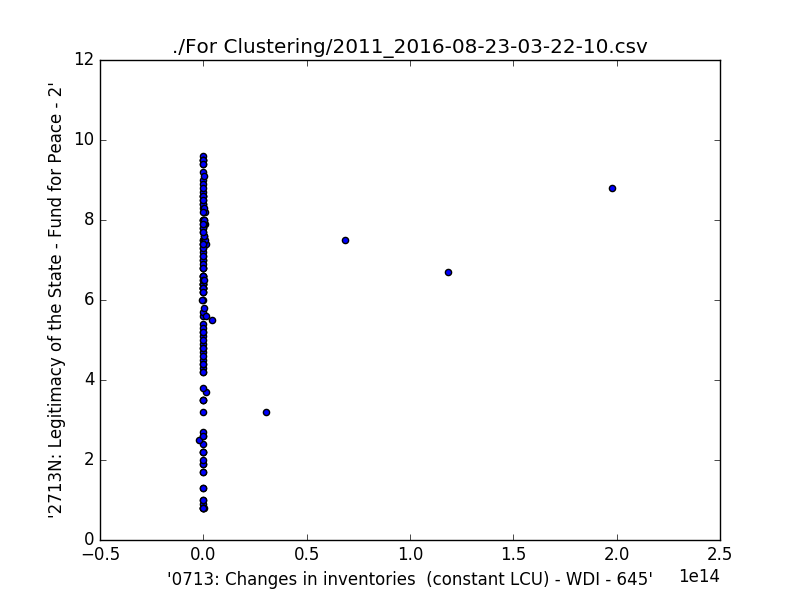 ./For Clustering/2011_2016-08-23-03-22-10.csv
12
10
8
6
4
2
0
'2713N: Legitimacy of the State - Fund for Peace - 2'
−0.5 0.0 0.5 1.0 1.5 2.0 2.5
1e14
'0713: Changes in inventories  (constant LCU) - WDI - 645'